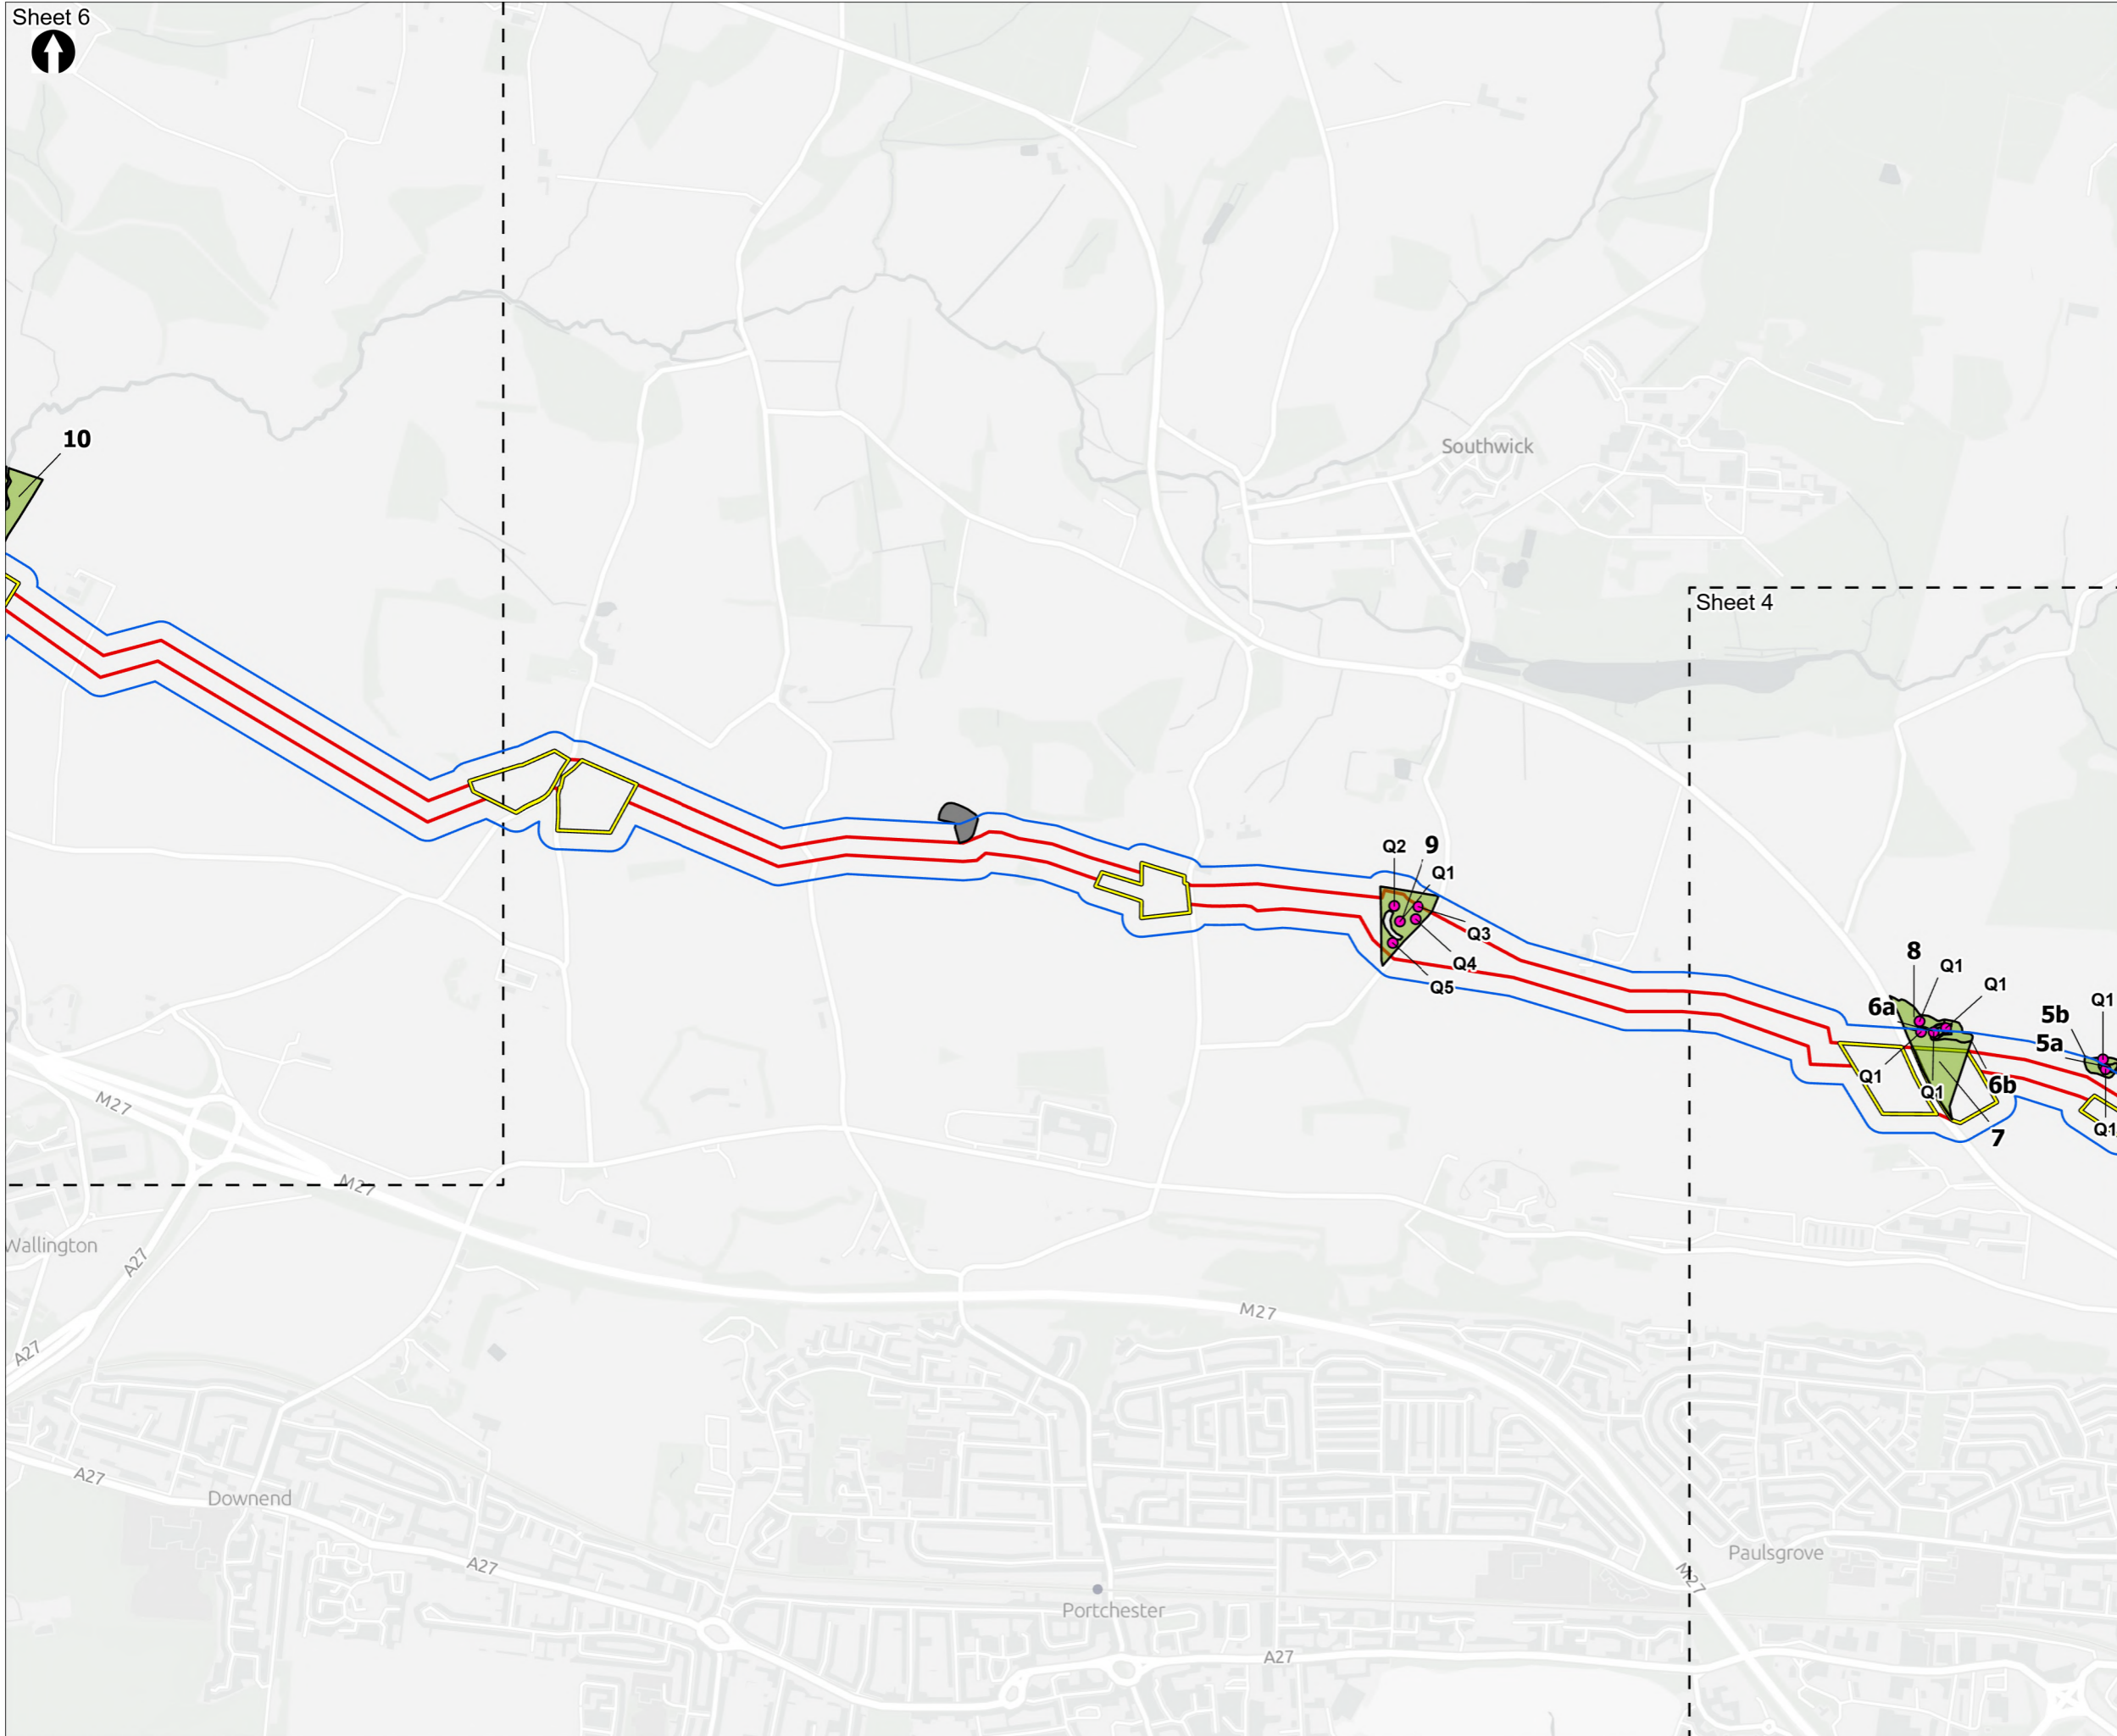 Sheet 6
10
Southwick
Sheet 4
Q2
9
Q1
Q3
Q4
Q5
8
Q1
Q1
6a
Q1
5b
5a
Q1
Q1
6b
Q1
7
M27
M27
Wallington
A27
M27
A27
A27
Downend
A27
Paulsgrove
M27
Portchester
A27